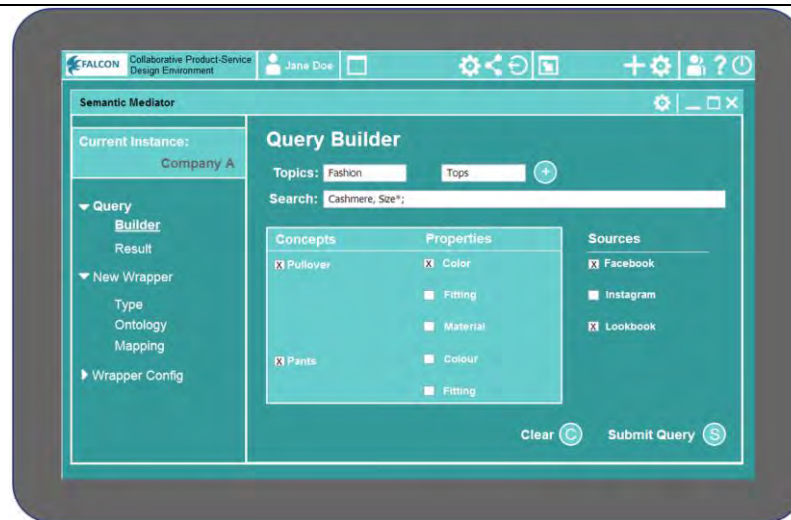 FALCON
Collaborative Product-Service
Design Environment
Jane Doe
?
Semantic Mediator
Current Instance:
Company A
Query
Builder
Result
New Wrapper
Type
Ontology
Mapping
Wrapper Config
Query Builder
Topics: Fashion Tops +
Search: Cashmere, Size*;
Concepts Properties Sources
X Pullover X Color X Facebook
Fitting Instagram
Material X Lookbook
X Pants Colour
Fitting
Clear C Submit Query S